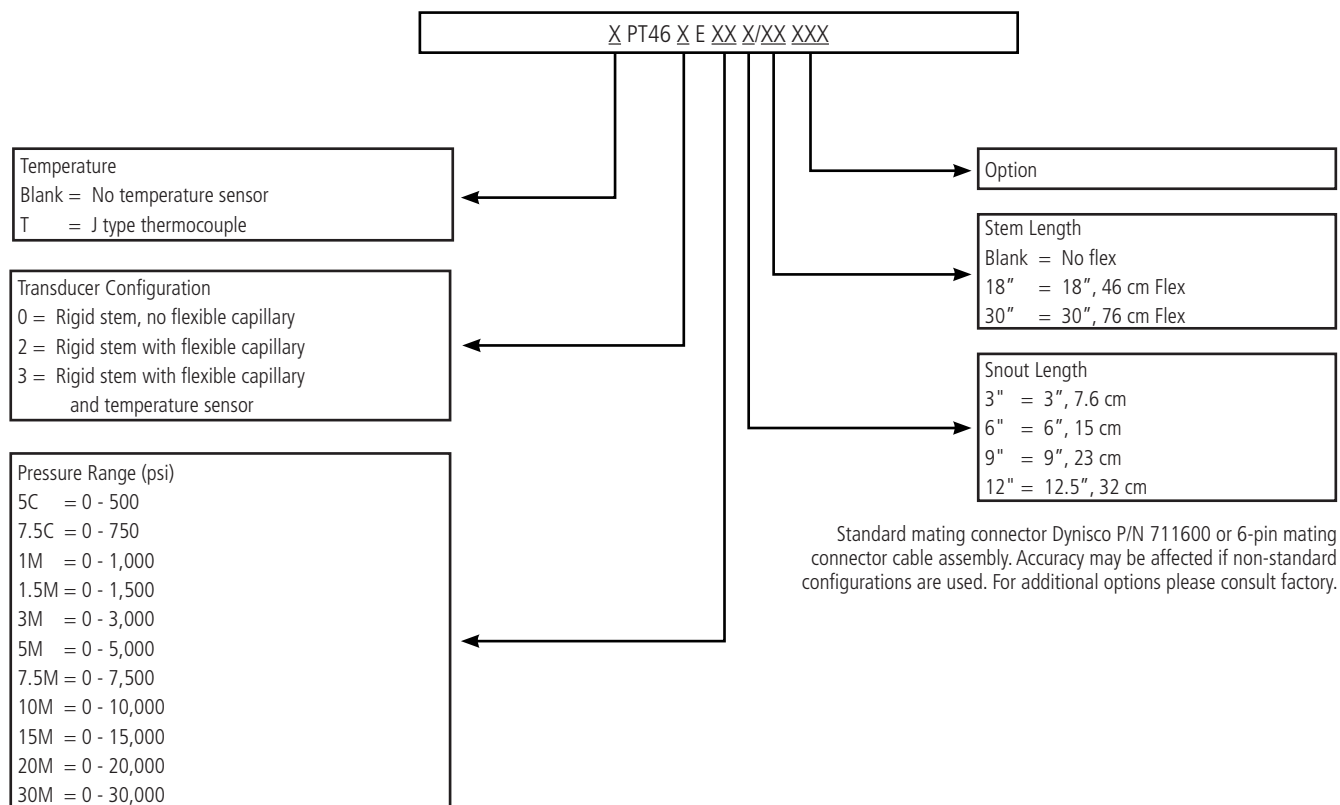 X PT46 X E XX X/XX XXX
Temperature
Blank = No temperature sensor
T = J type thermocouple
Transducer Configuration
0 = Rigid stem, no flexible capillary
2 = Rigid stem with flexible capillary
3 = Rigid stem with flexible capillary
and temperature sensor
Pressure Range (psi)
5C = 0 - 500
7.5C = 0 - 750
1M = 0 - 1,000
1.5M = 0 - 1,500
3M = 0 - 3,000
5M = 0 - 5,000
7.5M = 0 - 7,500
10M = 0 - 10,000
15M = 0 - 15,000
20M = 0 - 20,000
30M = 0 - 30,000
Option
Stem Length
Blank = No flex
18” = 18”, 46 cm Flex
30” = 30”, 76 cm Flex
Snout Length
3" = 3”, 7.6 cm
6" = 6”, 15 cm
9" = 9”, 23 cm
12" = 12.5”, 32 cm
Standard mating connector Dynisco P/N 711600 or 6-pin mating
connector cable assembly. Accuracy may be affected if non-standard
configurations are used. For additional options please consult factory.